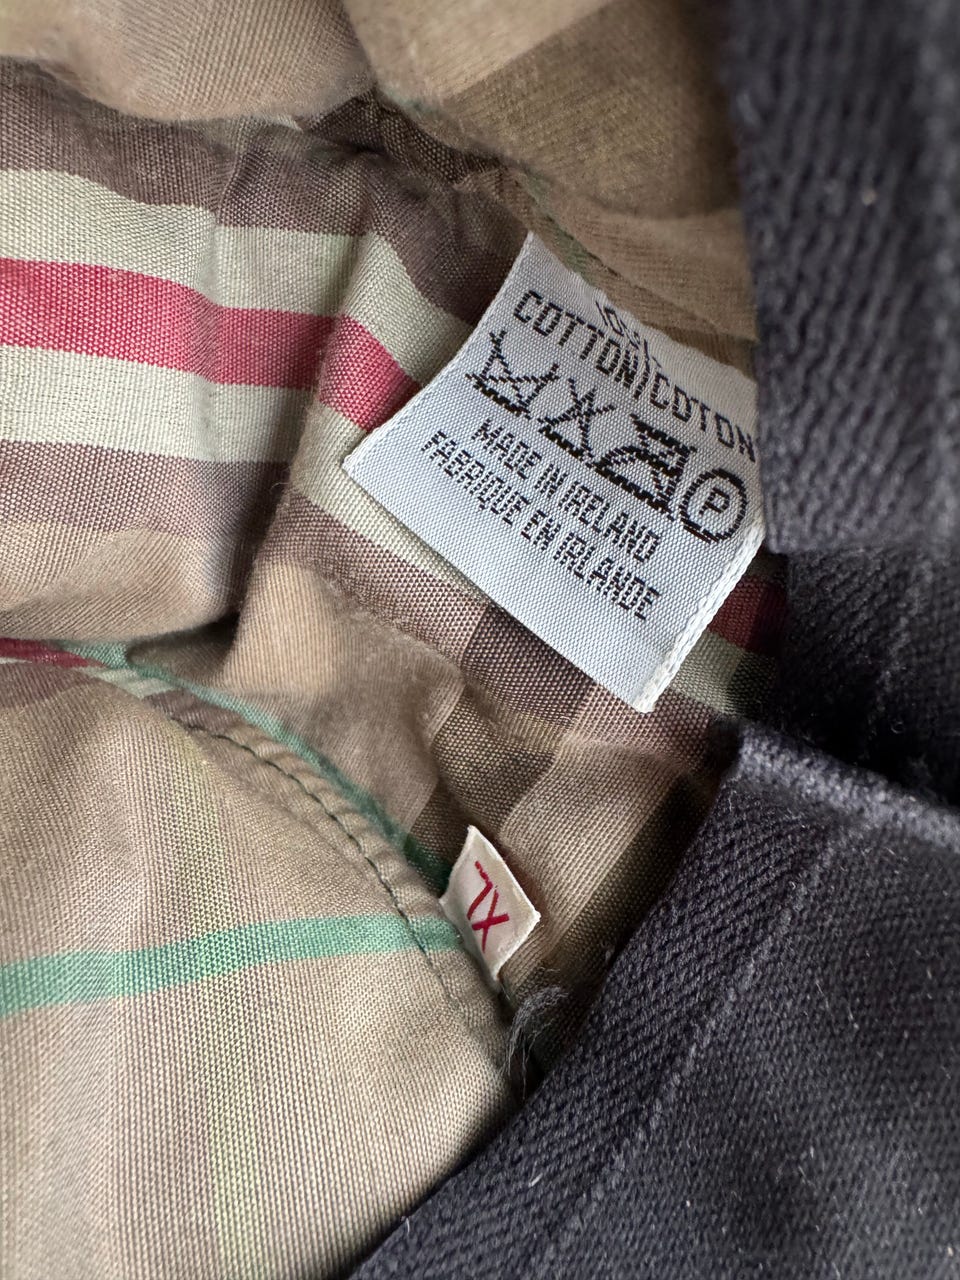 COTTON/COTON
P
MADE IN IRELAND
FABRIQUE EN IRLANDE
XL